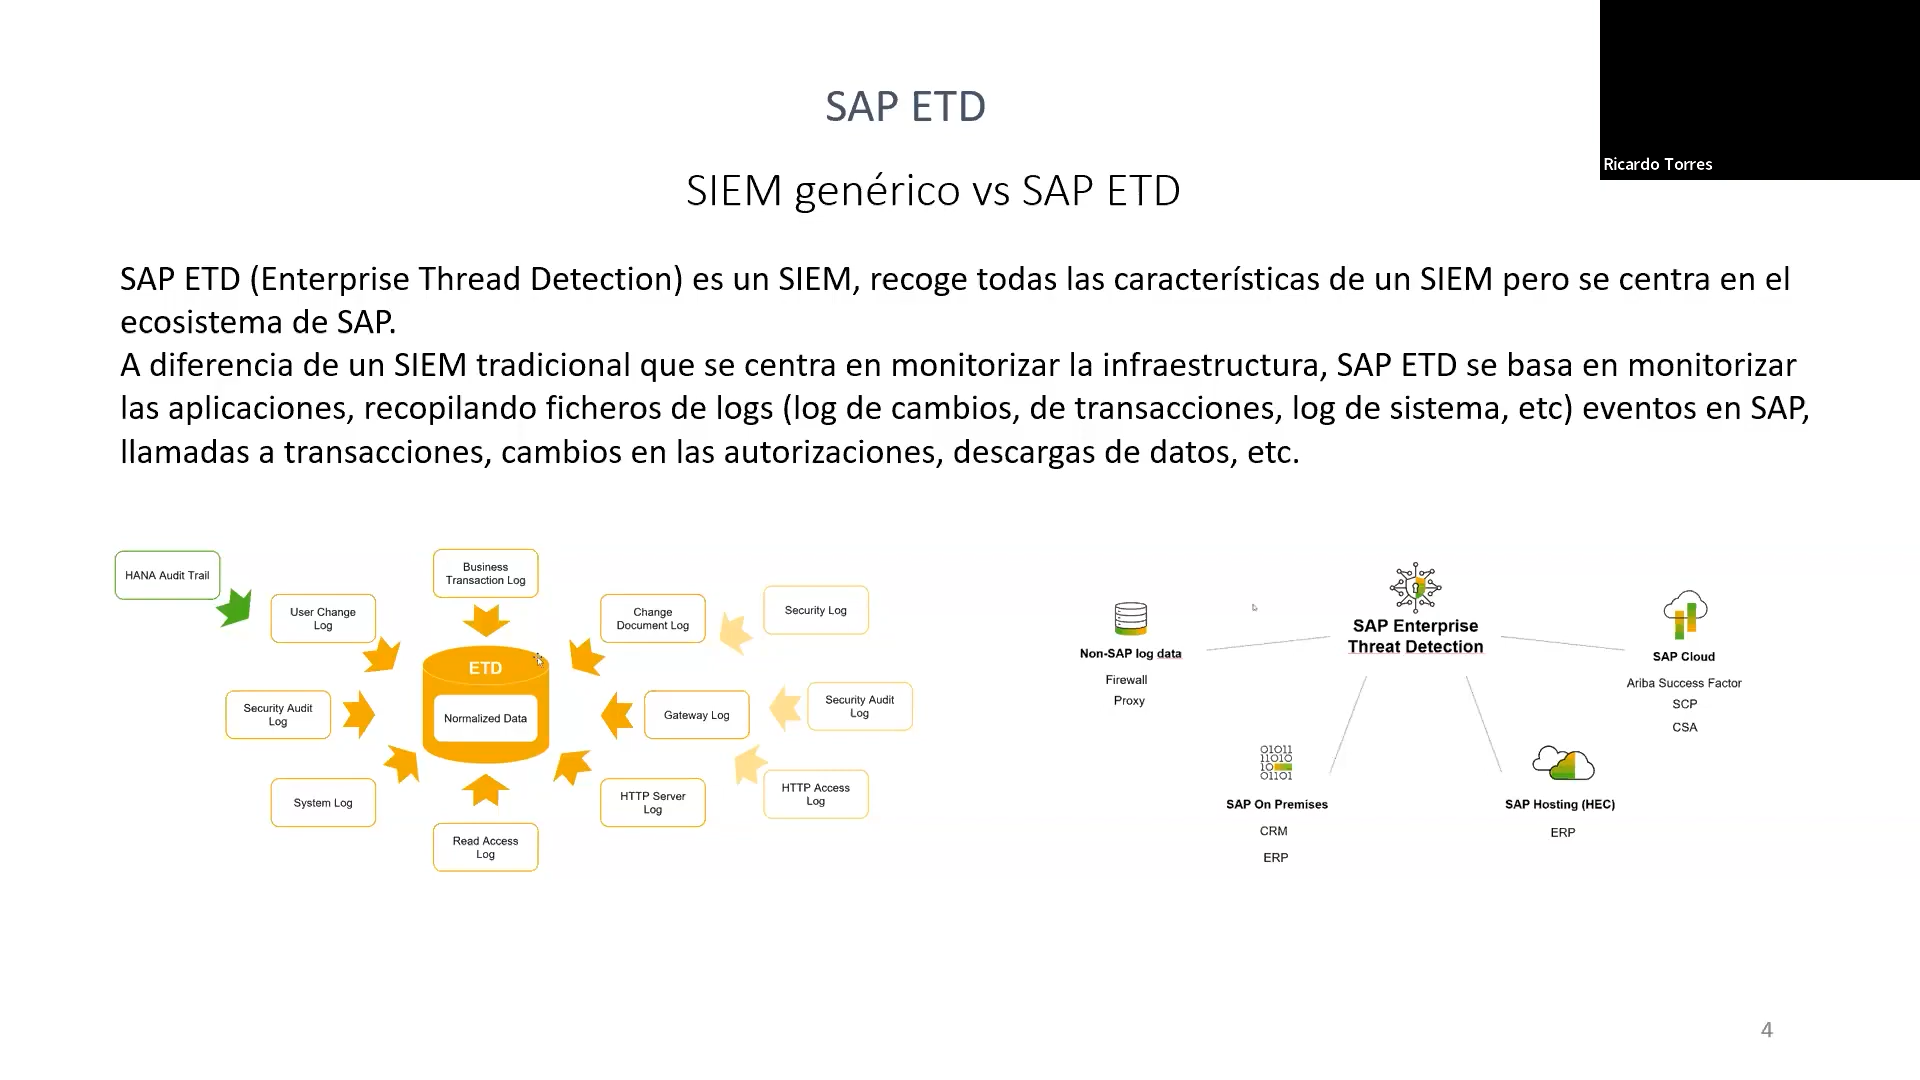 SAP ETD
Ricardo Torres
SIEM genérico vs SAP ETD
SAP ETD (Enterprise Thread Detection) es un SIEM, recoge todas las características de un SIEM pero se centra en el
ecosistema de SAP.
A diferencia de un SIEM tradicional que se centra en monitorizar la infraestructura, SAP ETD se basa en monitorizar
las aplicaciones, recopilando ficheros de logs (log de cambios, de transacciones, log de sistema, etc) eventos en SAP,
llamadas a transacciones, cambios en las autorizaciones, descargas de datos, etc.
HANA Audit Trail
Business
Transaction Log
User Change
Log
Change
Document Log
Security Log
ETD
Normalized Data
Security Audit
Log
Gateway Log
Security Audit
Log
System Log
HTTP Server
Log
HTTP Access
Log
Read Access
Log
SAP Enterprise
Threat Detection
Non-SAP log data
Firewall
Proxy
SAP Cloud
Ariba Success Factor
SCP
CSA
01011
11010
10
01101
SAP On Premises
CRM
ERP
SAP Hosting (HEC)
ERP
4